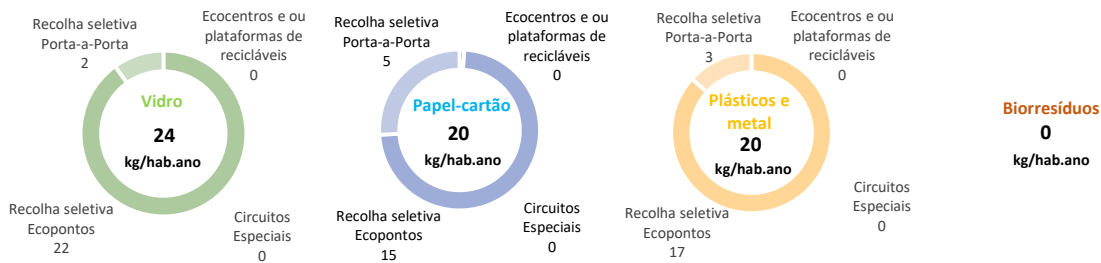 Recolha seletiva
Porta-a-Porta
2
Ecocentros e ou
plataformas de
recicláveis
0
Vidro
24
kg/hab.ano
Recolha seletiva
Ecopontos
22
Circuitos
Especiais
0
Recolha seletiva
Porta-a-Porta
5
Ecocentros e ou
plataformas de
recicláveis
0
Papel-cartão
20
kg/hab.ano
Recolha seletiva
Ecopontos
15
Circuitos
Especiais
0
Recolha seletiva
Porta-a-Porta
3
Ecocentros e ou
plataformas de
recicláveis
0
Plásticos e
metal
20
kg/hab.ano
Recolha seletiva
Ecopontos
17
Circuitos
Especiais
0
Biorresíduos
0
kg/hab.ano